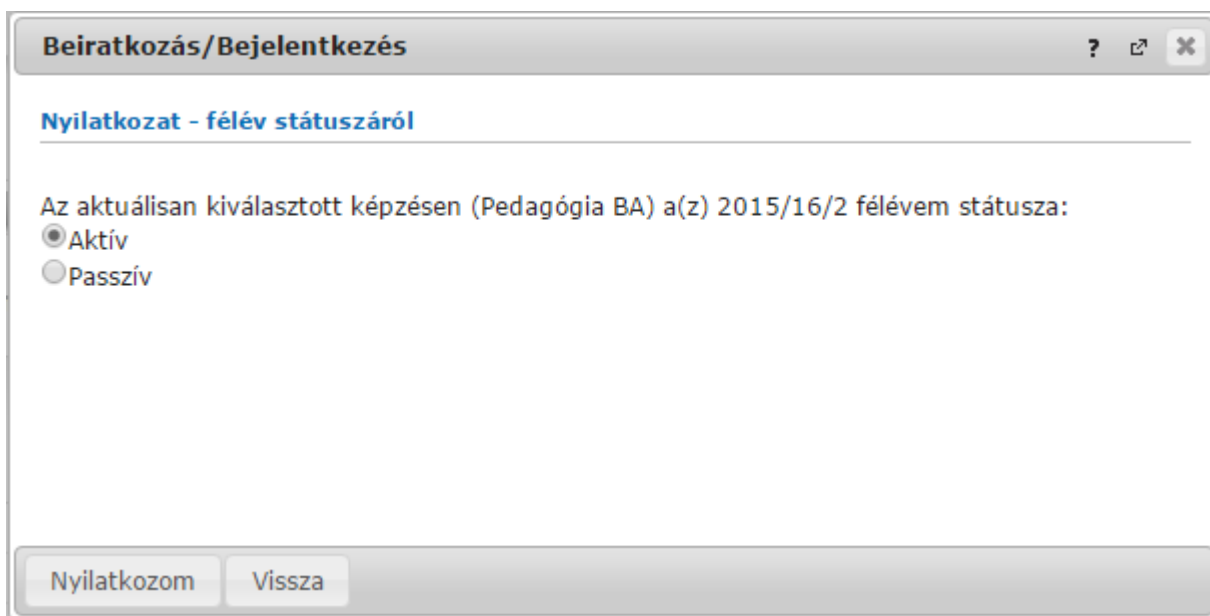 Beiratkozás/Bejelentkezés ?
Nyilatkozat - félév státuszáról
Az aktuálisan kiválasztott képzésen (Pedagógia BA) a(z) 2015/16/2 félévem státusza:
Aktív
Passzív
Nyilatkozom Vissza